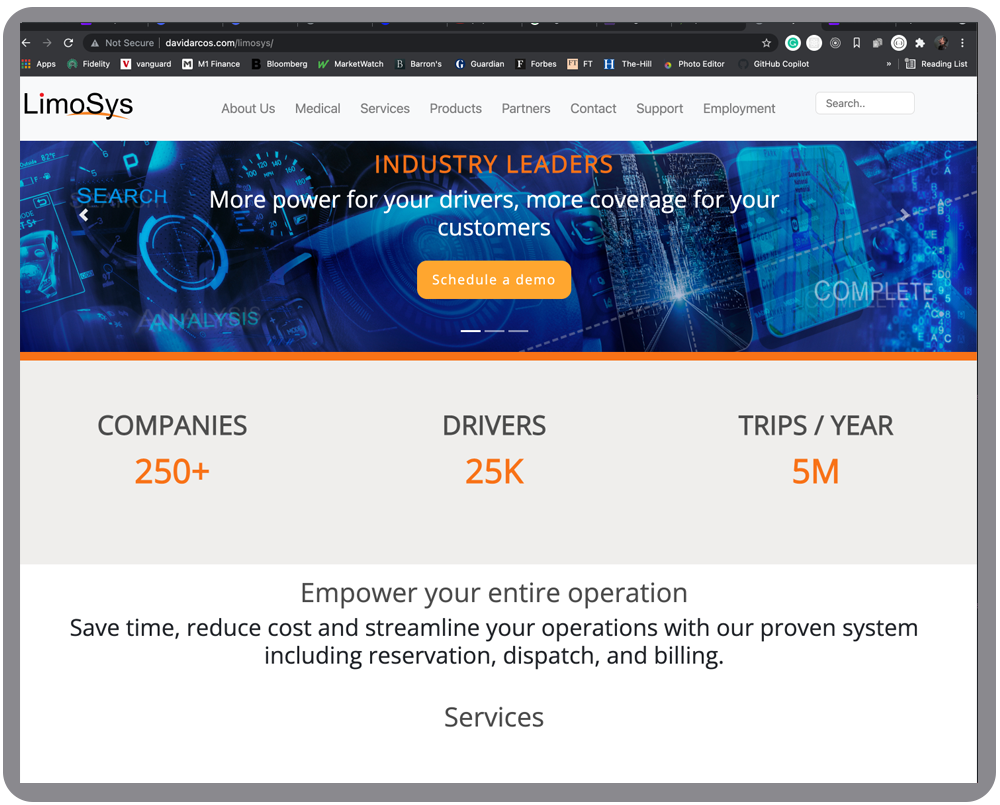 Not Secure | davidarcos.com/limosys/
Apps Fidelity vanguard M1 Finance Bloomberg MarketWatch Barron's Guardian Forbes FT The-Hill Photo Editor GitHub Copilot » Reading List
LimoSys
About Us Medical Services Products Partners Contact Support Employment Search..
INDUSTRY LEADERS
SEARCH
More power for your drivers, more coverage for your
customers
Schedule a demo
COMPLETE
ANALYSIS
COMPANIES DRIVERS TRIPS / YEAR
250+ 25K 5M
Empower your entire operation
Save time, reduce cost and streamline your operations with our proven system
including reservation, dispatch, and billing.
Services